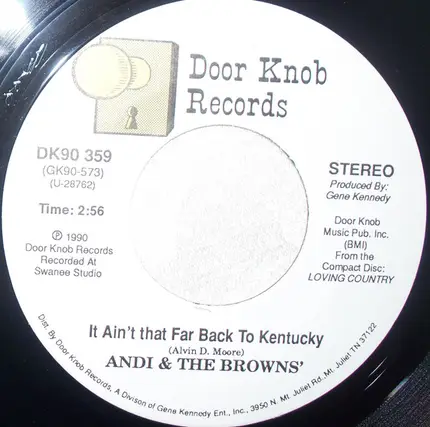 Door Knob
Records
DK90 359
(GK90-573)
(U-28762)
Time: 2:56
℗ 1990
Door Knob Records
Recorded At
Swanee Studio
STEREO
Produced By:
Gene Kennedy
Door Knob
Music Pub. Inc.
(BMI)
From the
Compact Disc:
LOVING COUNTRY
It Ain't that Far Back To Kentucky
(Alvin D. Moore)
ANDI & THE BROWNS'
Dist. By Door Knob Records, A Divison of Gene Kennedy Ent., Inc., 3950 N. Mt. Juliet Rd., Mt. Juliet, TN 37122